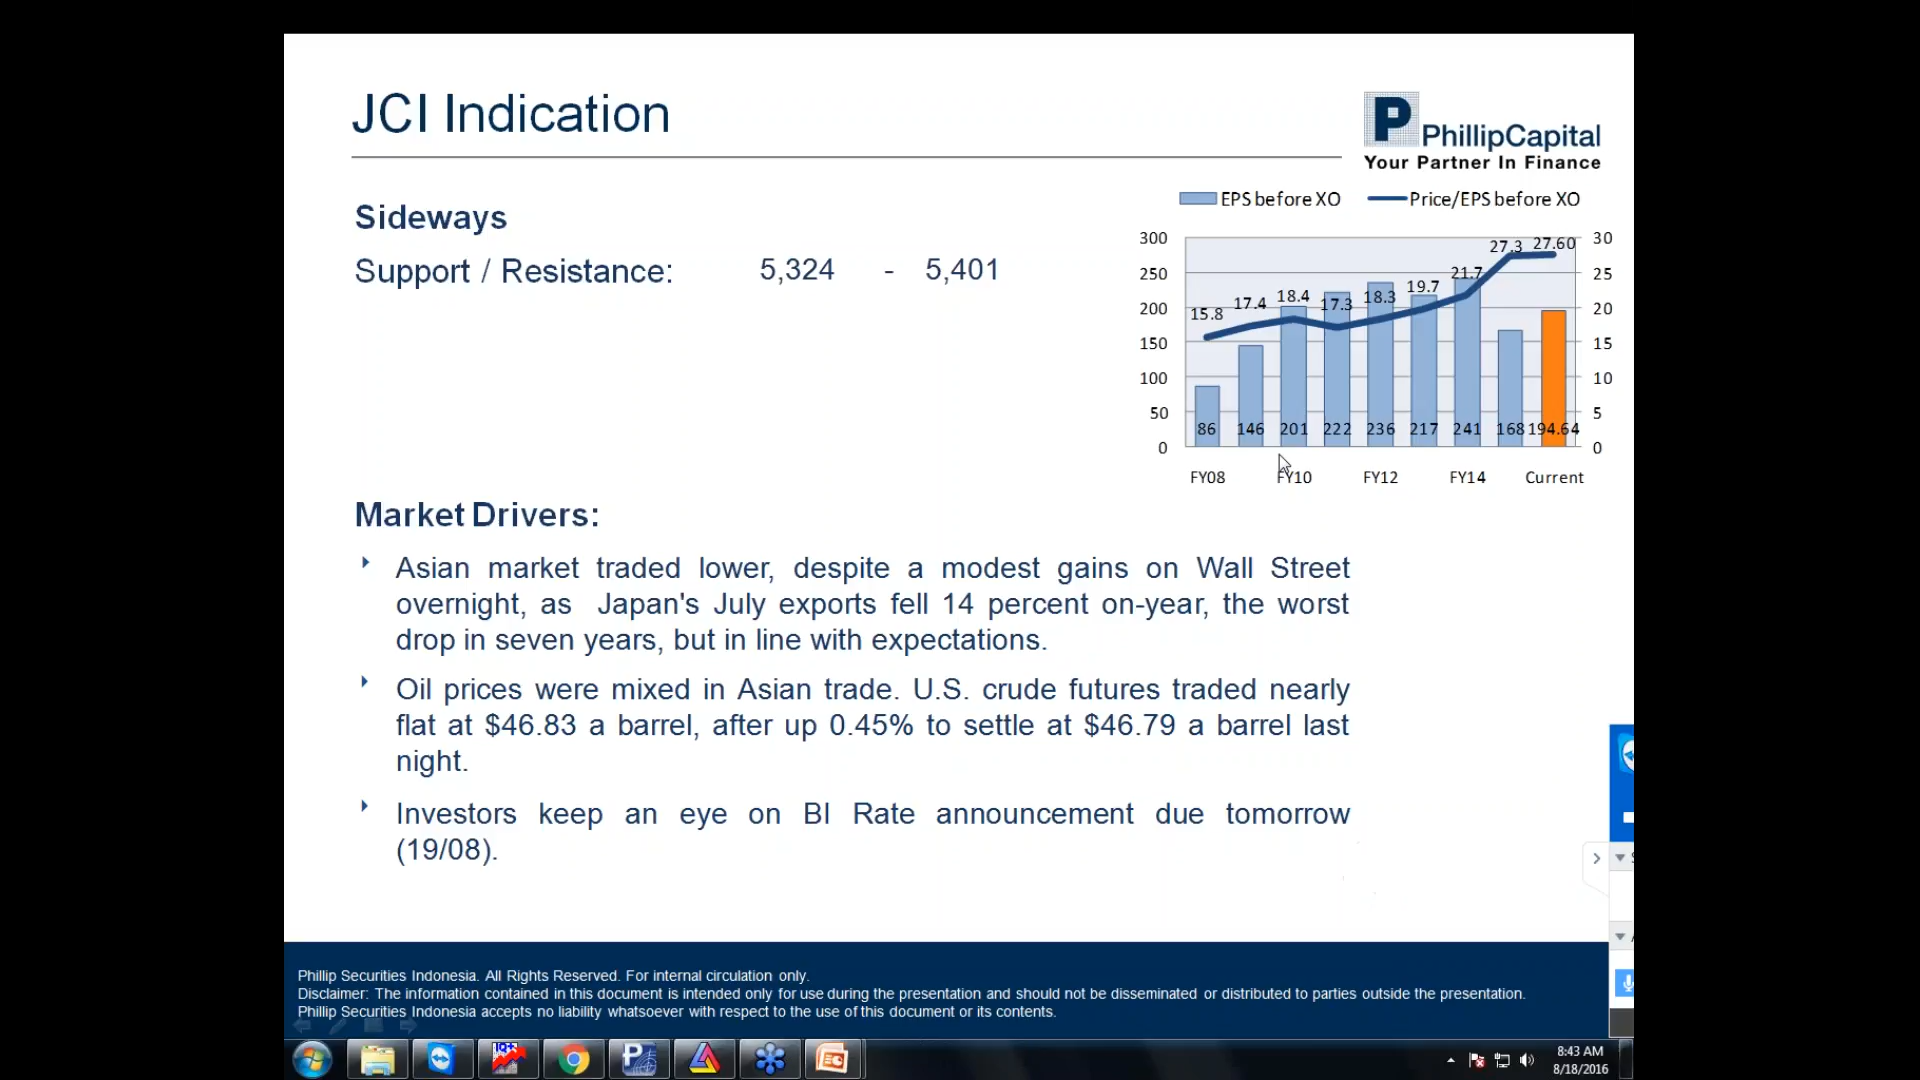 JCI Indication
P PhillipCapital
Your Partner In Finance
Sideways
Support / Resistance: 5,324 - 5,401
EPS before XO Price/EPS before XO
300 27.3 27.60 30
250 21.7 25
200 15.8 17.4 18.4 17.3 18.3 19.7 20
150 15
100 10
50 5
86 146 201 222 236 217 241 168 194.64
0 0
FY08 FY10 FY12 FY14 Current
Market Drivers:
Asian market traded lower, despite a modest gains on Wall Street
overnight, as Japan's July exports fell 14 percent on-year, the worst
drop in seven years, but in line with expectations.
Oil prices were mixed in Asian trade. U.S. crude futures traded nearly
flat at $46.83 a barrel, after up 0.45% to settle at $46.79 a barrel last
night.
Investors keep an eye on BI Rate announcement due tomorrow
(19/08).
Phillip Securities Indonesia. All Rights Reserved. For internal circulation only.
Disclaimer: The information contained in this document is intended only for use during the presentation and should not be disseminated or distributed to parties outside the presentation.
Phillip Securities Indonesia accepts no liability whatsoever with respect to the use of this document or its contents.
8:43 AM
8/18/2016